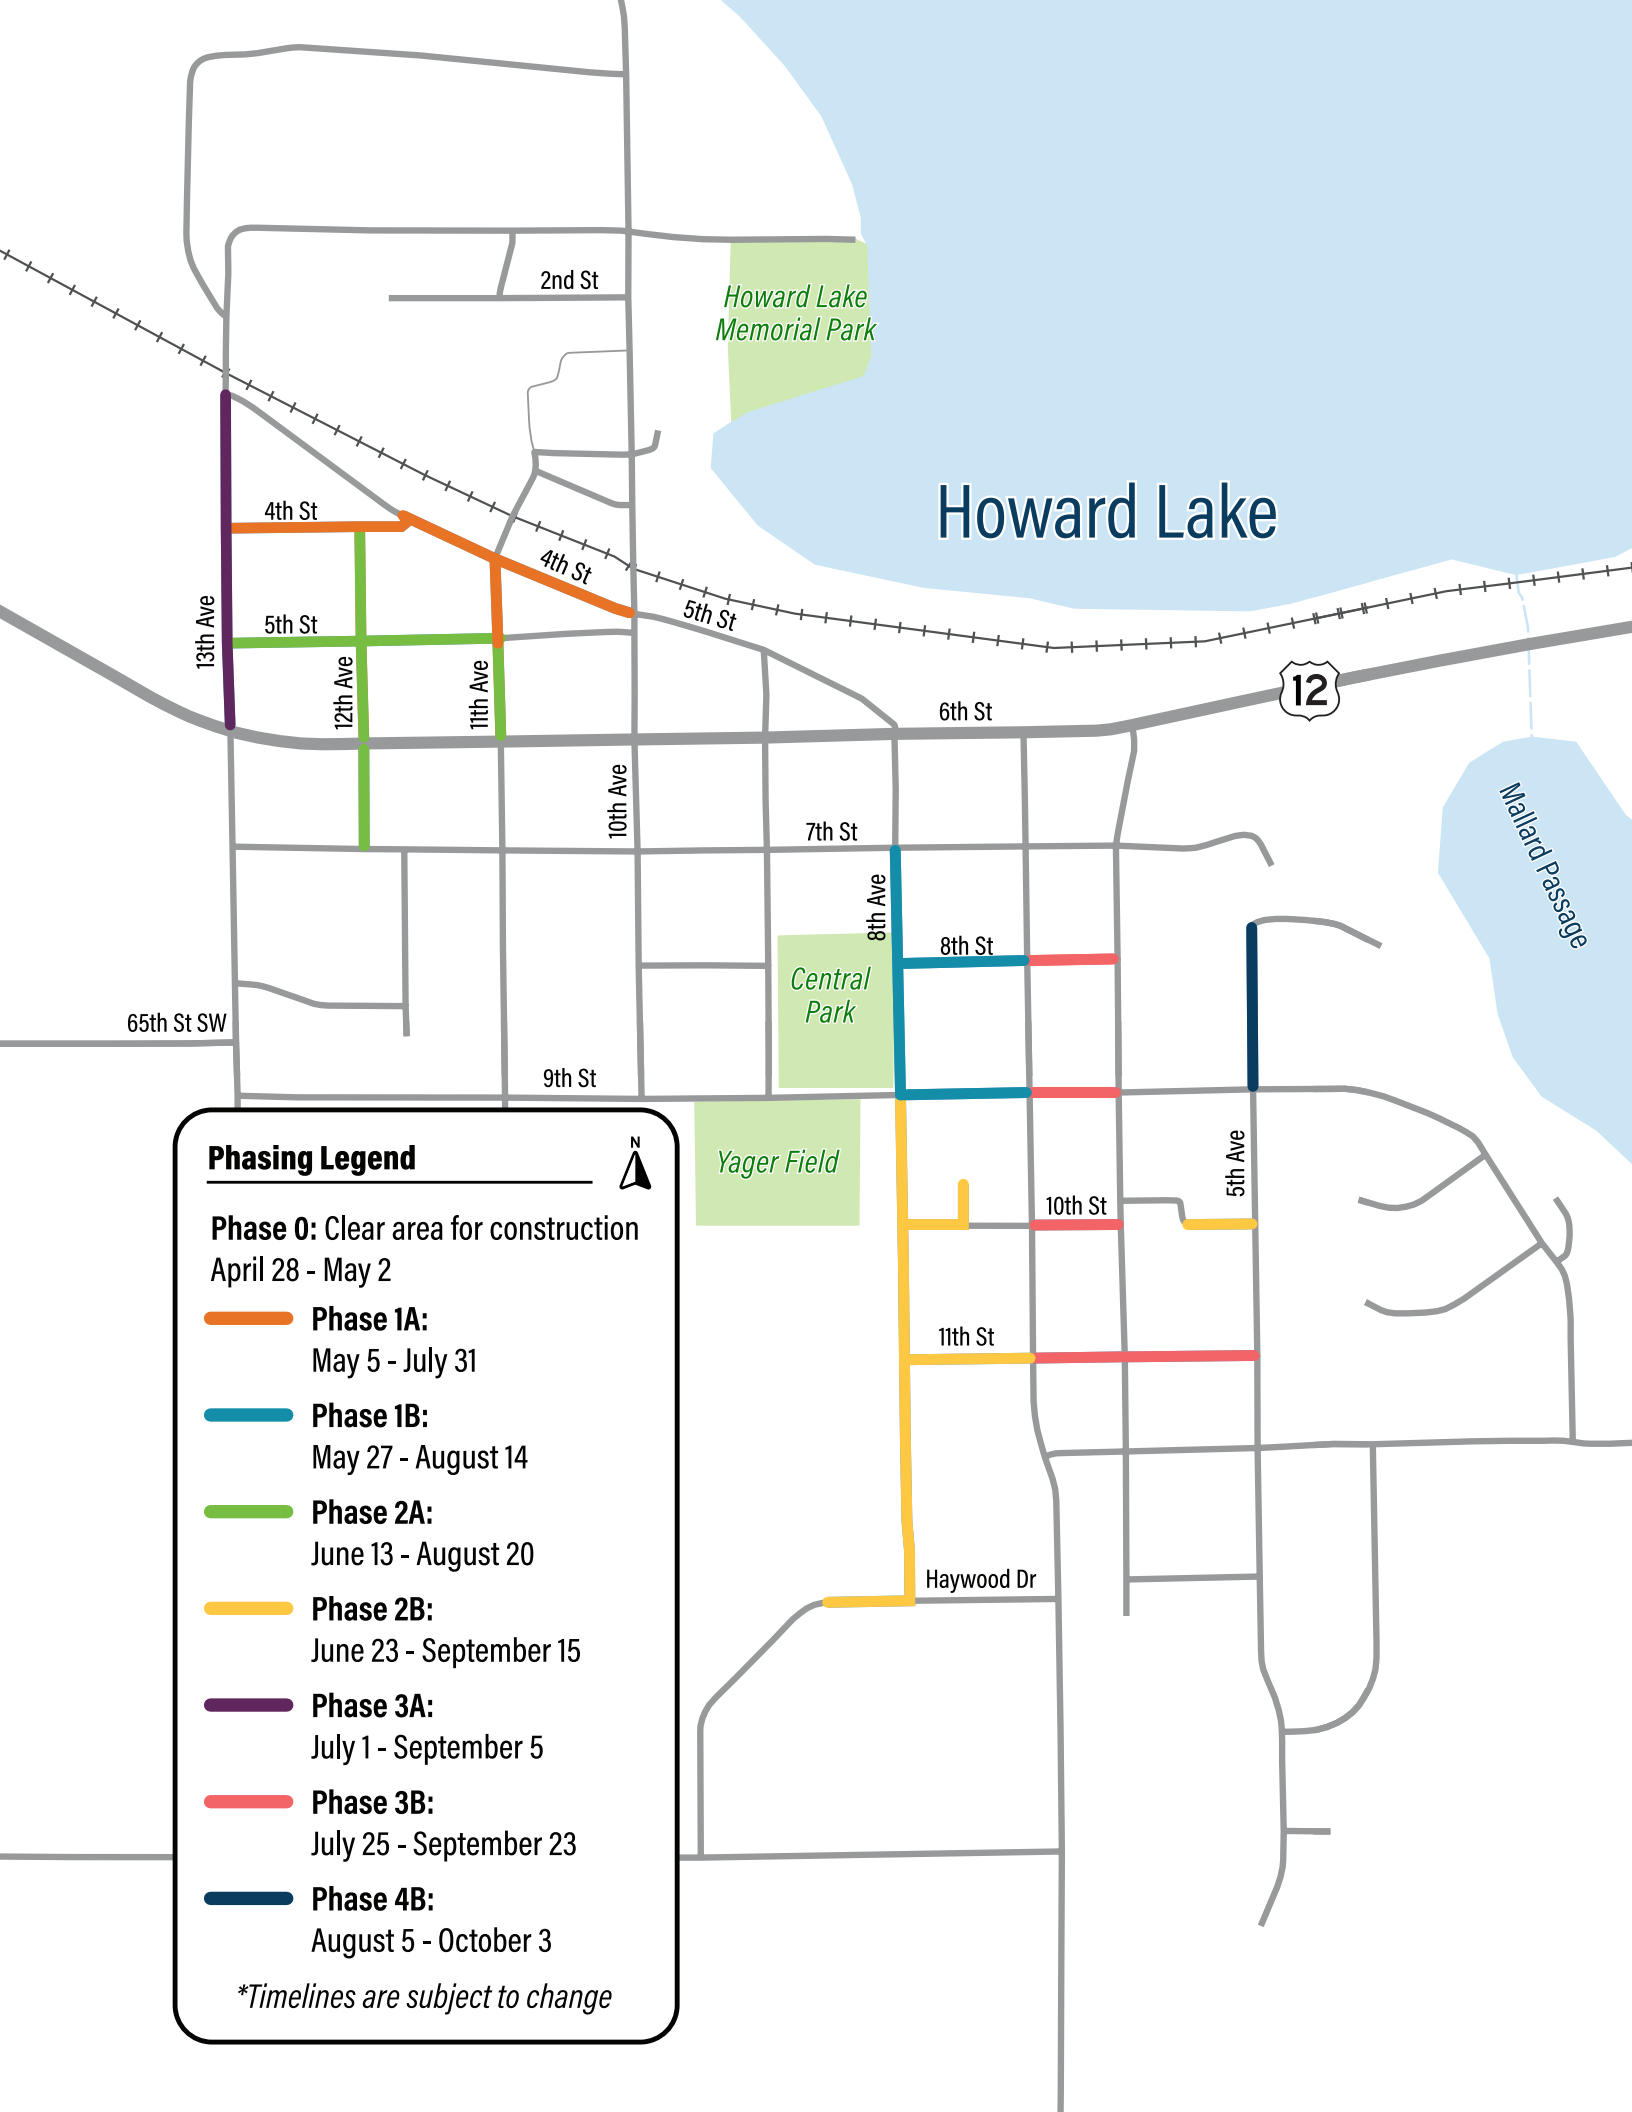 2nd St
Howard Lake
Memorial Park
Howard Lake
4th St
4th St
5th St
5th St
13th Ave
12th Ave
11th Ave
12
6th St
10th Ave
7th St
Mallard Passage
8th Ave
8th St
Central
Park
65th St SW
9th St
5th Ave
Yager Field
10th St
11th St
Haywood Dr
Phasing Legend
N
Phase 0: Clear area for construction
April 28 - May 2
Phase 1A:
May 5 - July 31
Phase 1B:
May 27 - August 14
Phase 2A:
June 13 - August 20
Phase 2B:
June 23 - September 15
Phase 3A:
July 1 - September 5
Phase 3B:
July 25 - September 23
Phase 4B:
August 5 - October 3
*Timelines are subject to change